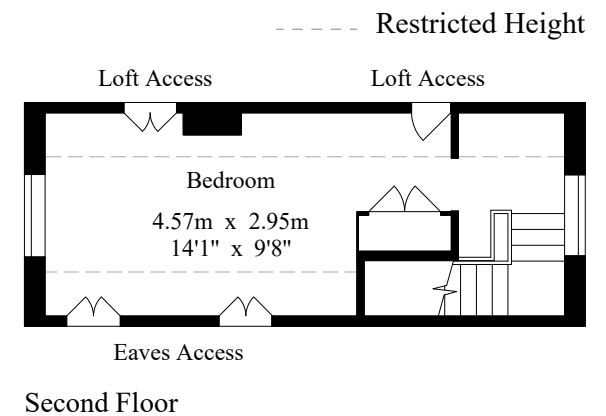 Restricted Height
Loft Access
Loft Access
Bedroom
4.57m x 2.95m
14'1" x 9'8"
Eaves Access
Second Floor